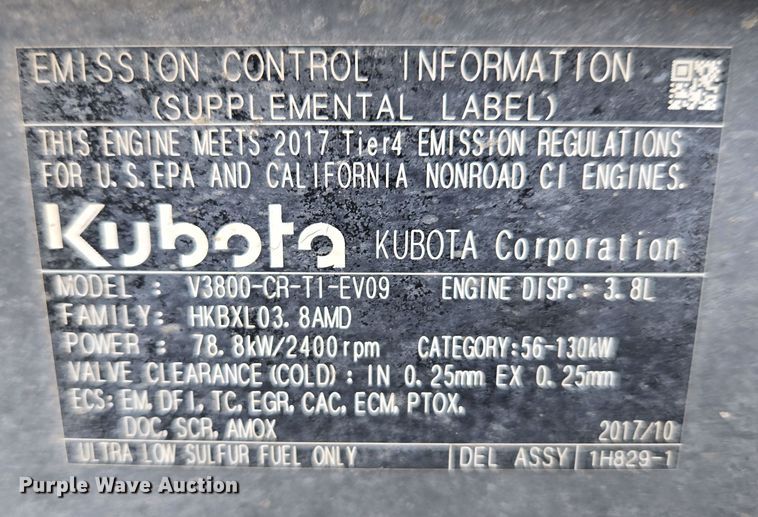 EMISSION CONTROL INFORMATION
(SUPPLEMENTAL LABEL)
THIS ENGINE MEETS 2017 Tier4 EMISSION REGULATIONS
FOR U.S.EPA AND CALIFORNIA NONROAD CI ENGINES.
Kubota KUBOTA Corporation
MODEL : V3800-CR-TI-EV09 ENGINE DISP.: 3.8L
FAMILY: HKBXL03.8AMD
POWER : 78.8kW/2400rpm CATEGORY:56-130kW
VALVE CLEARANCE(COLD): IN 0.25mm EX 0.25mm
ECS: EM, DFI, TC, EGR, CAC, ECM, PTOX,
DOC, SCR, AMOX 2017/10
ULTRA LOW SULFUR FUEL ONLY DEL ASSY 1H829-1
Purple Wave Auction